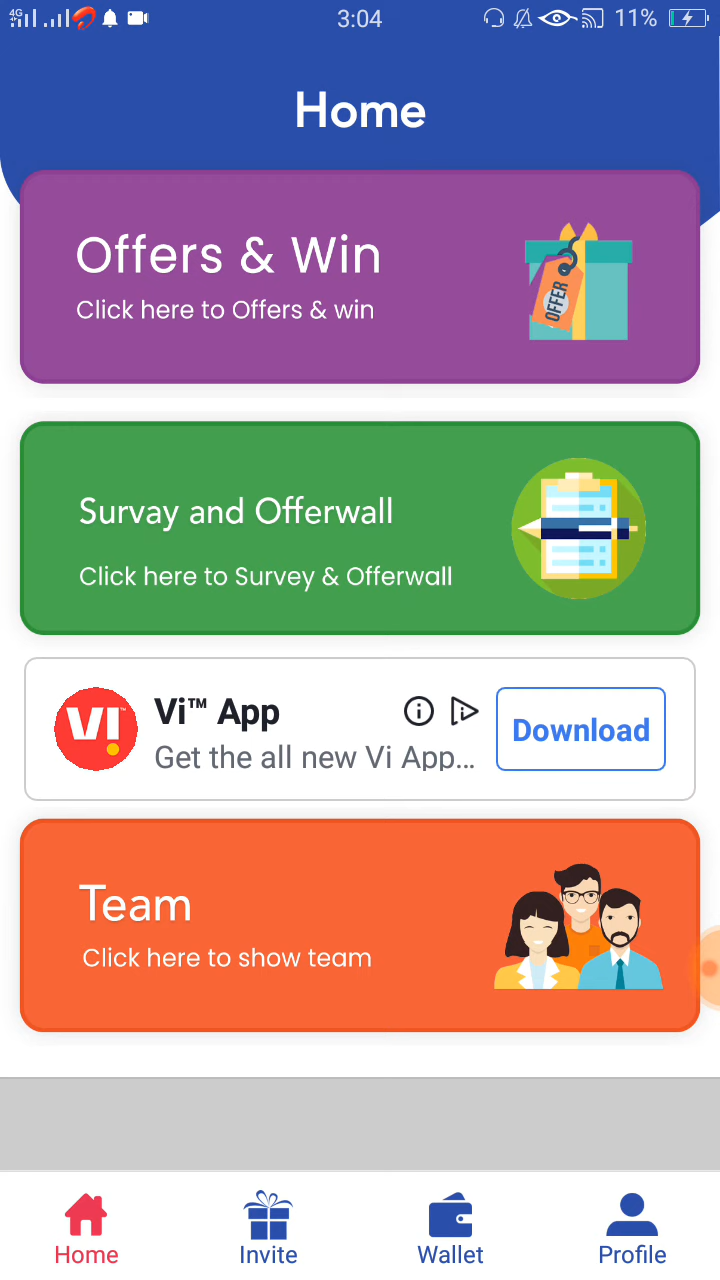 4G
3:04
11%
Home
Offers & Win
Click here to Offers & win
OFFER
Survay and Offerwall
Click here to Survey & Offerwall
VI
Vi™ App
Get the all new Vi App...
Download
Team
Click here to show team
Home
Invite
Wallet
Profile